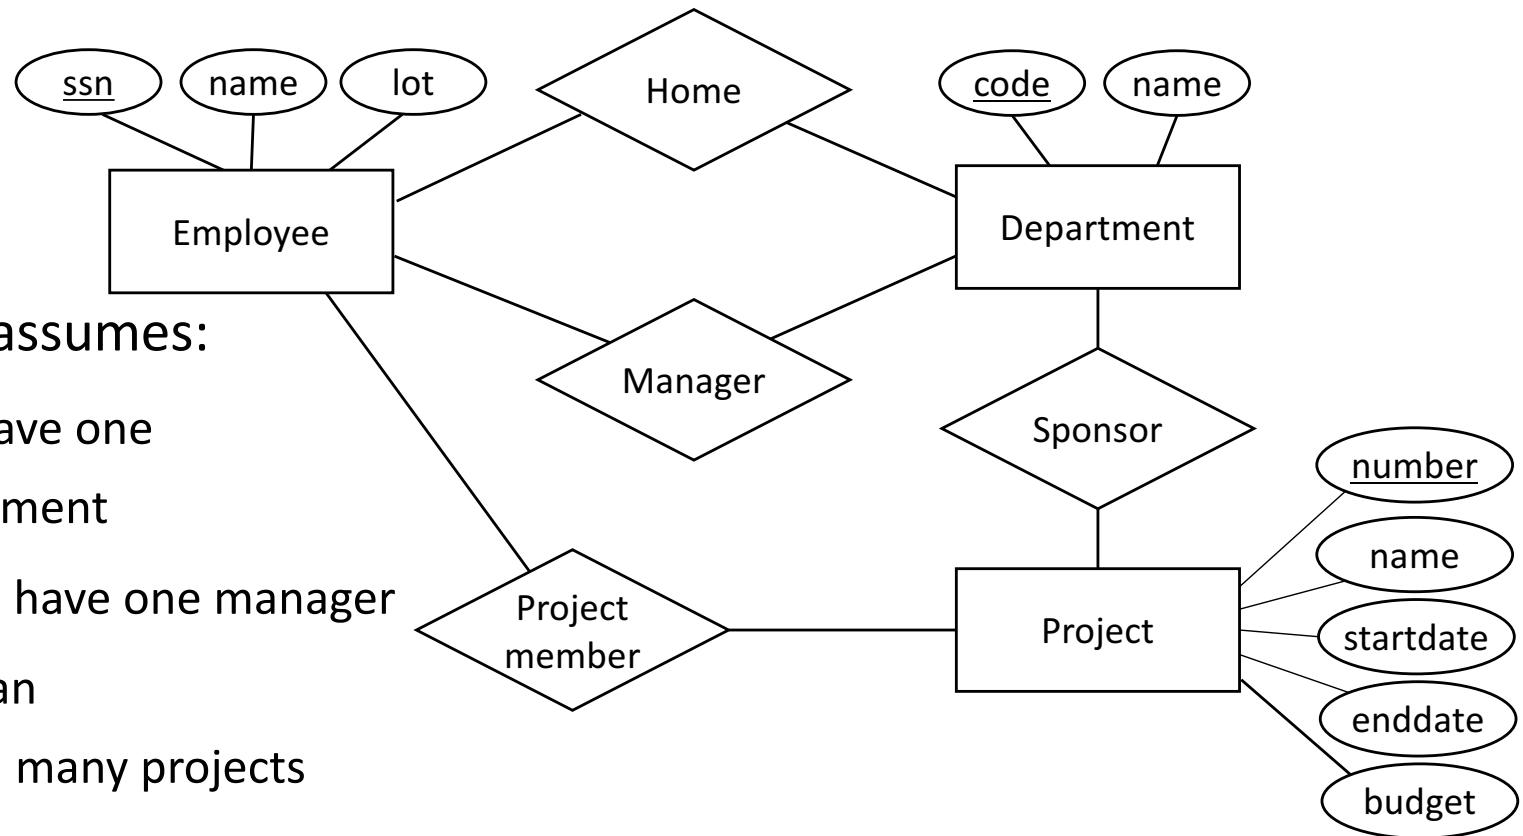 ssn
name
lot
Home
code
name
Employee
Department
assumes:
Manager
ave one
Sponsor
number
ment
name
have one manager
Project
member
Project
startdate
an
enddate
many projects
budget